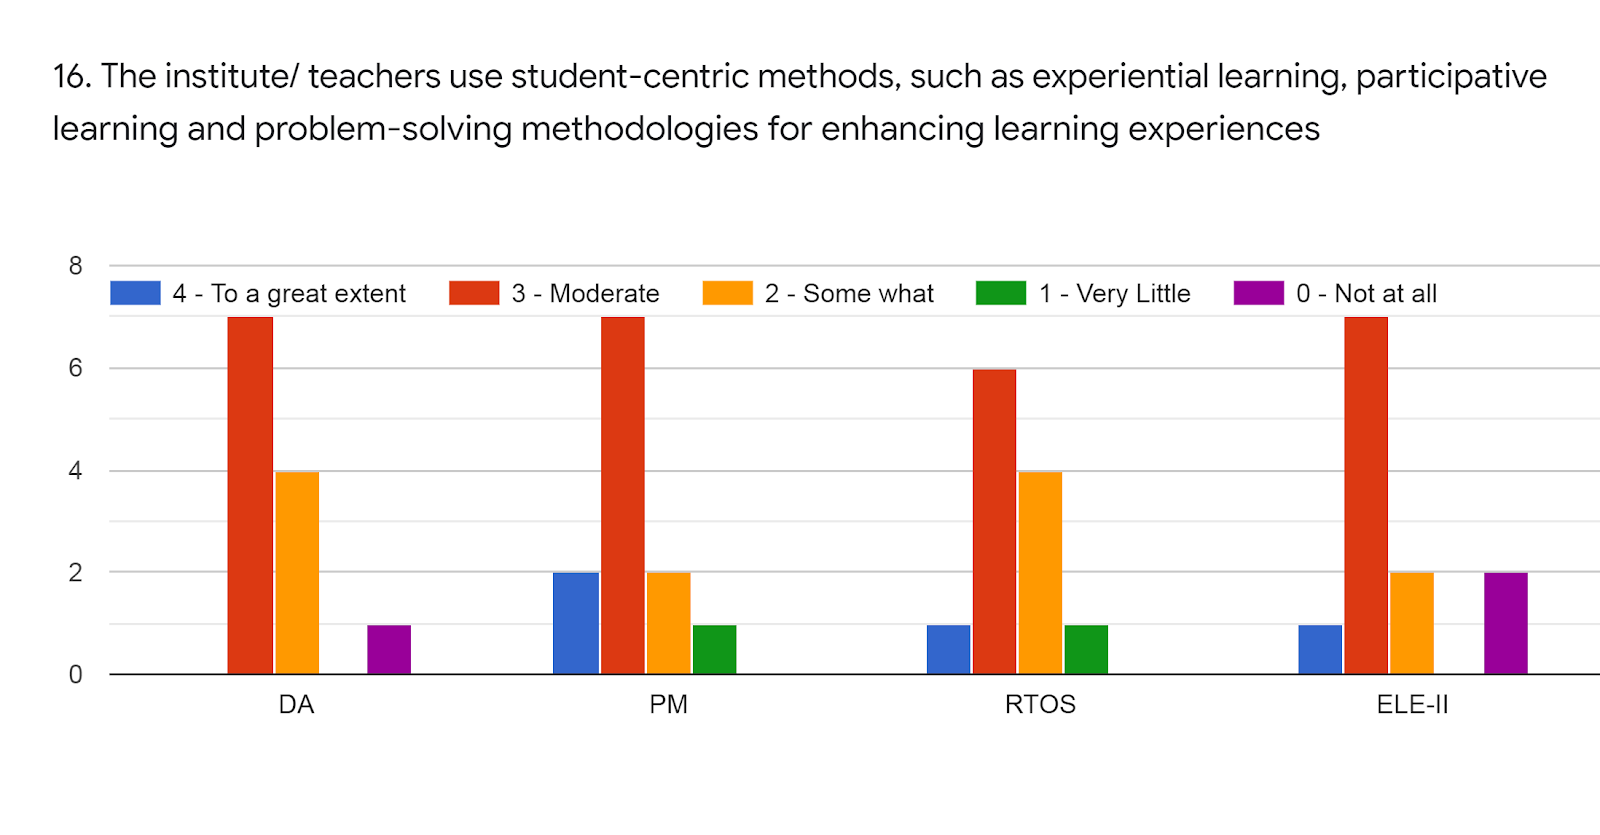 16. The institute/ teachers use student-centric methods, such as experiential learning, participative
learning and problem-solving methodologies for enhancing learning experiences
8
4 - To a great extent 3 - Moderate 2 - Some what 1 - Very Little 0 - Not at all
6
4
2
0
DA PM RTOS ELE-II